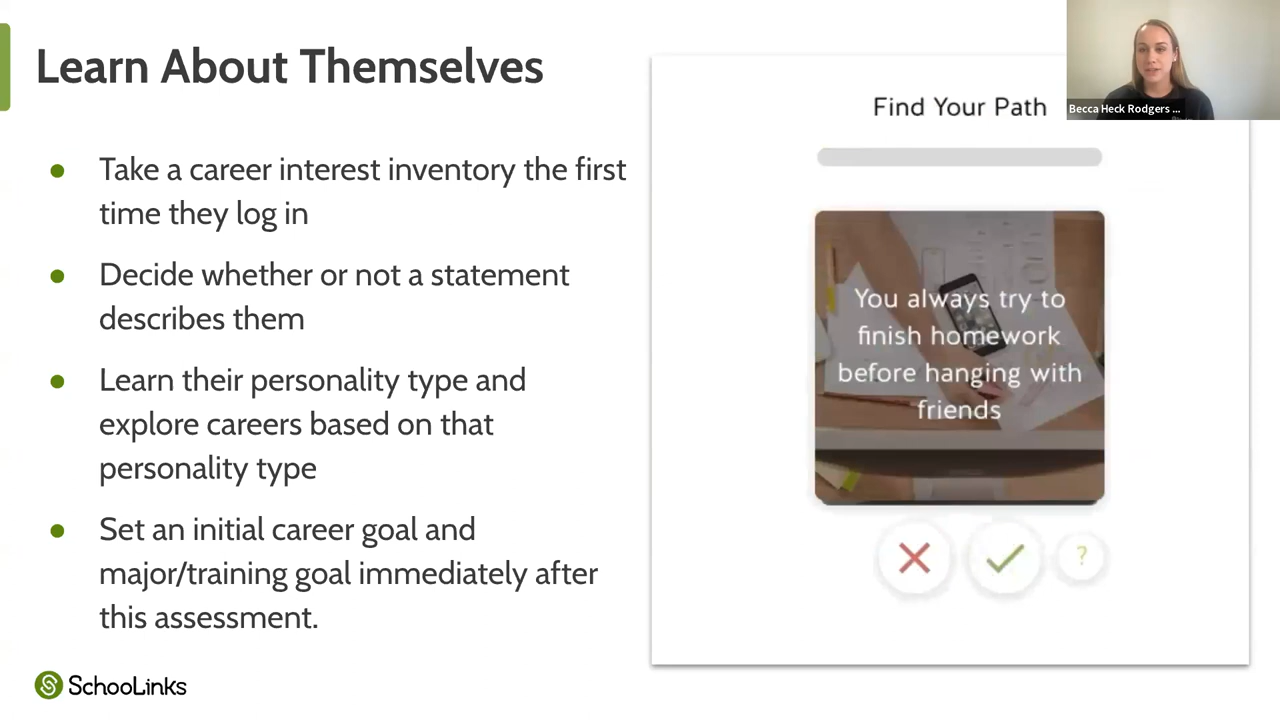 Learn About Themselves
Take a career interest inventory the first
time they log in
Decide whether or not a statement
describes them
Learn their personality type and
explore careers based on that
personality type
Set an initial career goal and
major/training goal immediately after
this assessment.
SchooLinks
Find Your Path
You always try to
finish homework
before hanging with
friends
?
Becca Heck Rodgers ...